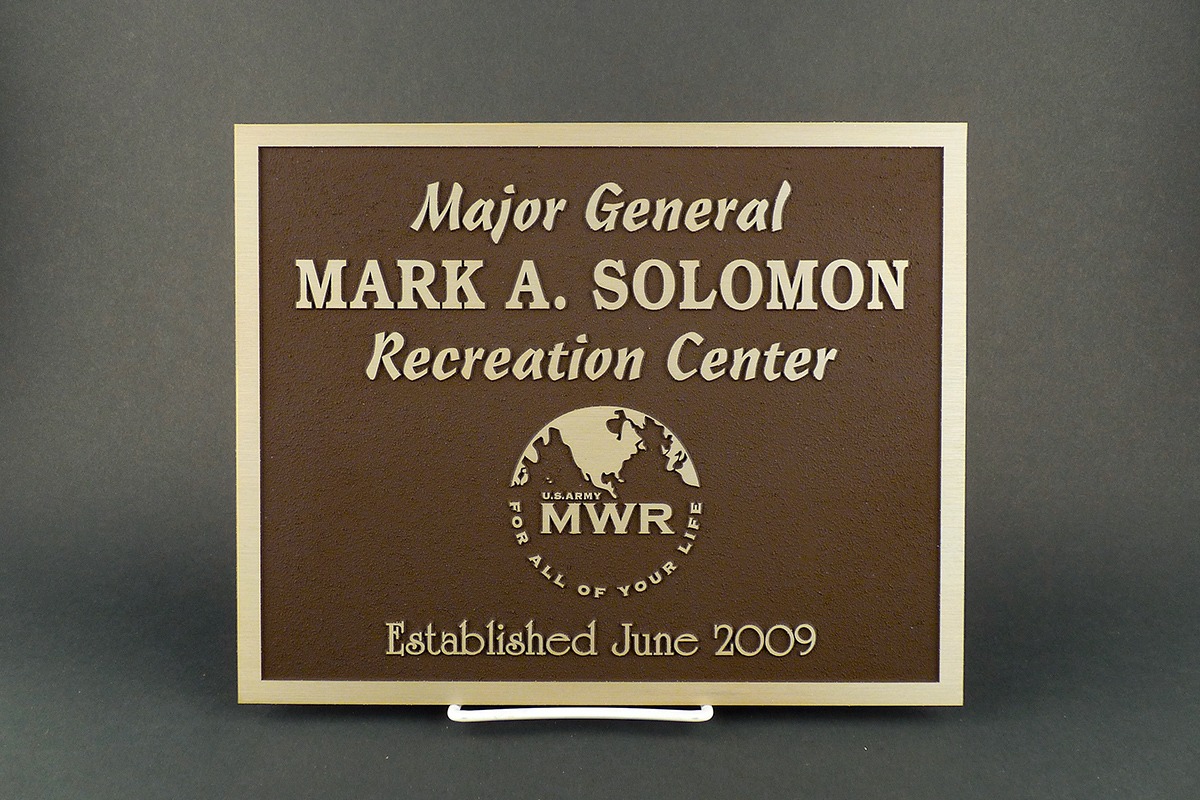 Major General
MARK A. SOLOMON
Recreation Center
U.S.ARMY
MWR
FOR ALL OF YOUR LIFE
Established June 2009